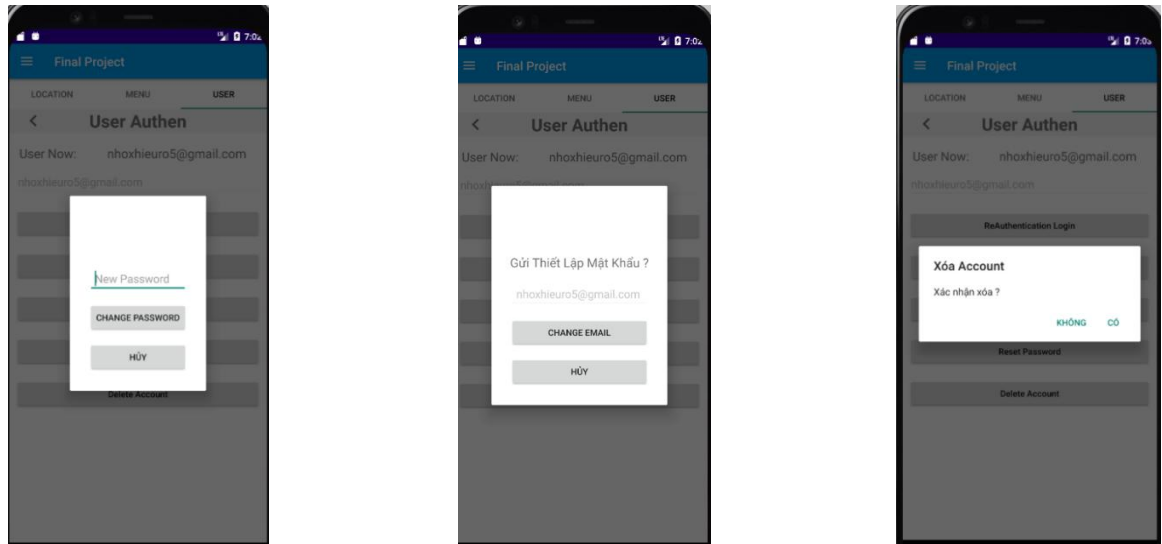 7:02
Final Project
LOCATION MENU USER
User Authen
User Now: nhoxhieuro5@gmail.com
nhoxhieuro5@gmail.com
New Password
CHANGE PASSWORD
HỦY
Delete Account
7:02
Final Project
LOCATION MENU USER
User Authen
User Now: nhoxhieuro5@gmail.com
Gửi Thiết Lập Mật Khẩu ?
nhoxhieuro5@gmail.com
CHANGE EMAIL
HỦY
7:03
Final Project
LOCATION MENU USER
User Authen
User Now: nhoxhieuro5@gmail.com
nhoxhieuro5@gmail.com
ReAuthentication Login
Xóa Account
Xác nhận xóa ?
KHÔNG CÓ
Reset Password
Delete Account